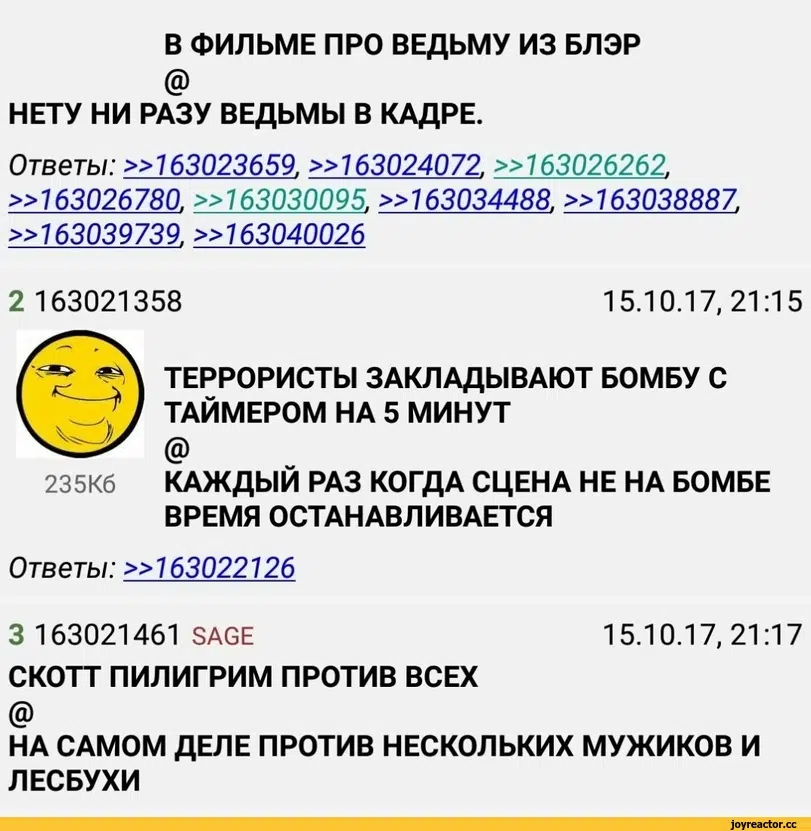 В ФИЛЬМЕ ПРО ВЕДЬМУ ИЗ БЛЭР
@
НЕТУ НИ РАЗУ ВЕДЬМЫ В КАДРЕ.
Ответы: >>163023659, >>163024072, >>163026262,
>>163026780, >>163030095, >>163034488, >>163038887,
>>163039739, >>163040026
2 163021358 15.10.17, 21:15
ТЕРРОРИСТЫ ЗАКЛАДЫВАЮТ БОМБУ С
ТАЙМЕРОМ НА 5 МИНУТ
@
235Кб
КАЖДЫЙ РАЗ КОГДА СЦЕНА НЕ НА БОМБЕ
ВРЕМЯ ОСТАНАВЛИВАЕТСЯ
Ответы: >>163022126
3 163021461 SAGE 15.10.17, 21:17
СКОТТ ПИЛИГРИМ ПРОТИВ ВСЕХ
@
НА САМОМ ДЕЛЕ ПРОТИВ НЕСКОЛЬКИХ МУЖИКОВ И
ЛЕСБУХИ
joyreactor.cc